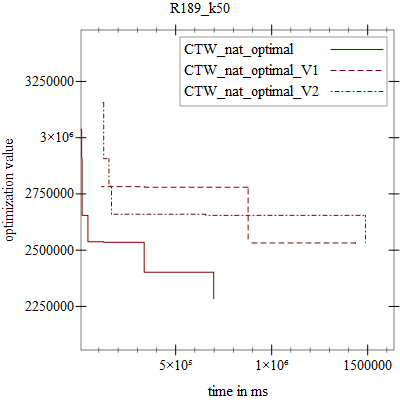 R189_k50
CTW_nat_optimal
CTW_nat_optimal_V1
CTW_nat_optimal_V2
optimization value
3250000
3×10⁶
2750000
2500000
2250000
5×10⁵
1×10⁶
1500000
time in ms